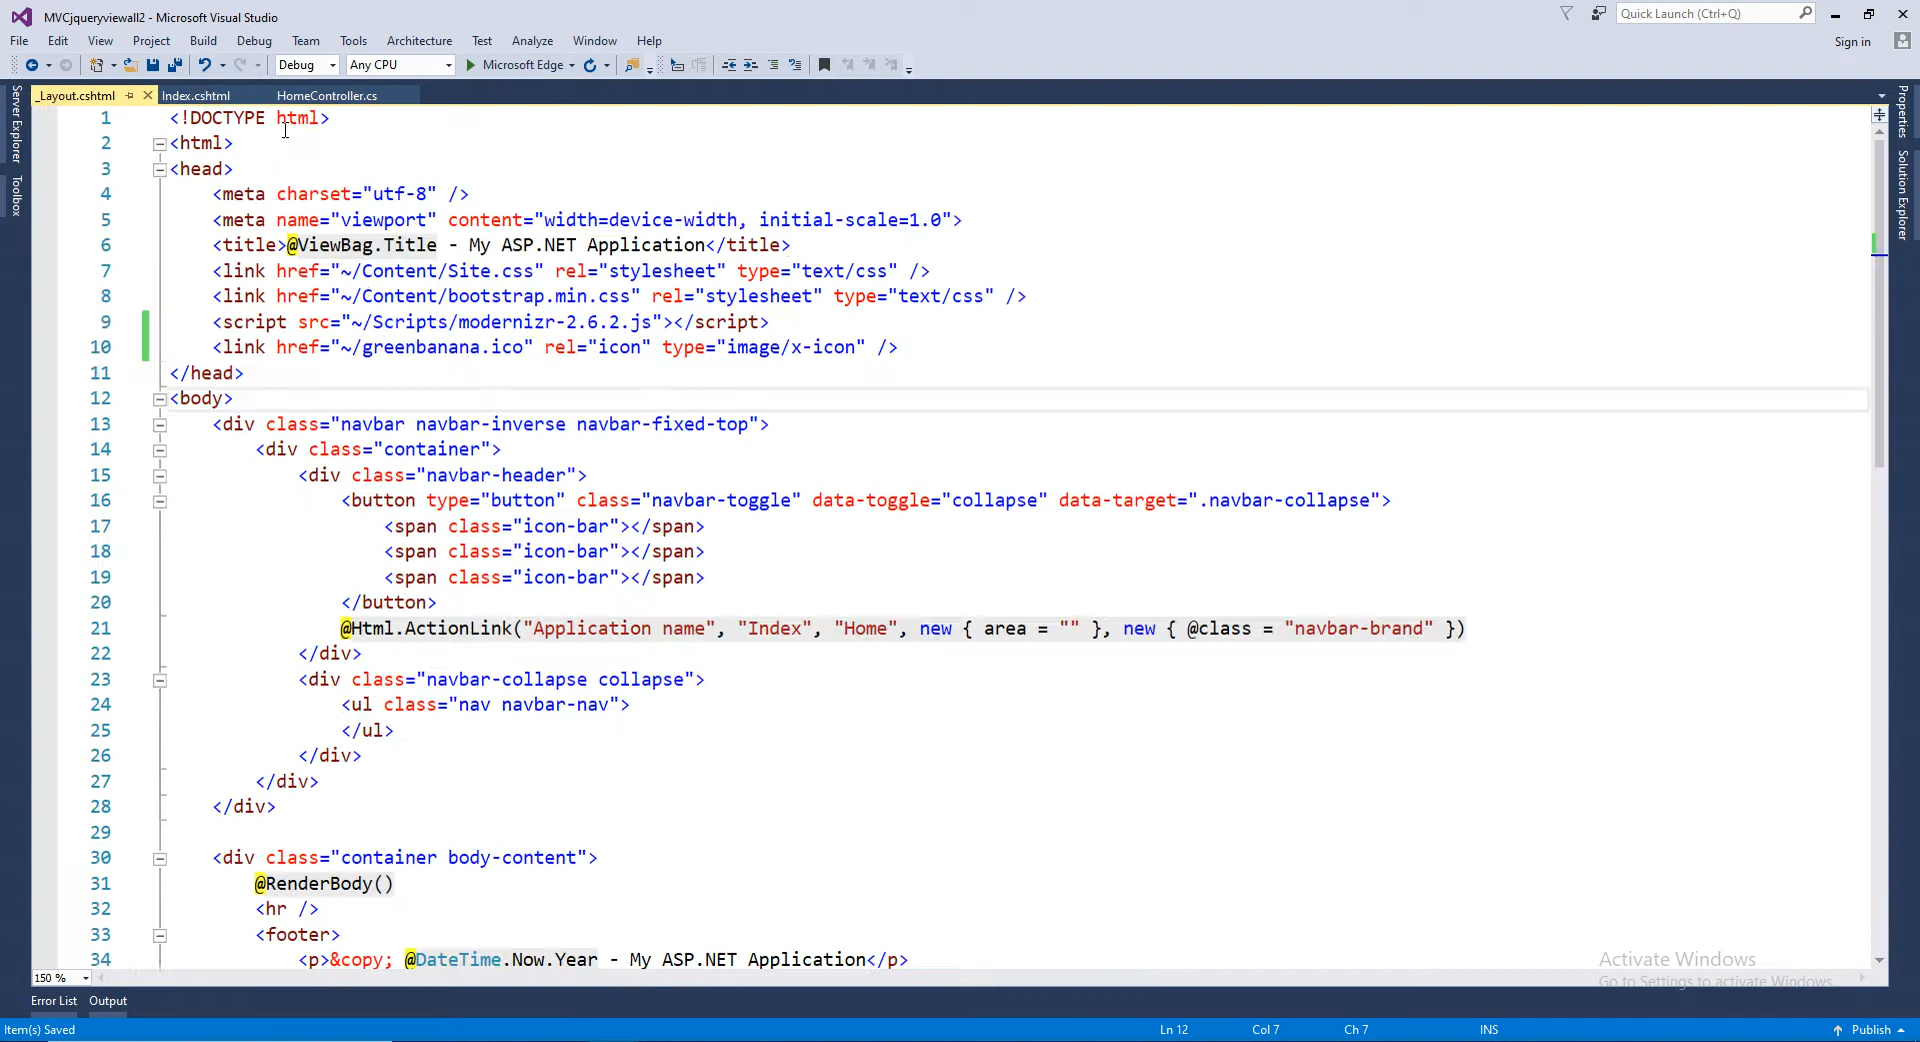 MVCjqueryviewall2 - Microsoft Visual Studio
Quick Launch (Ctrl+Q)
File Edit View Project Build Debug Team Tools Architecture Test Analyze Window Help
Sign in
Debug Any CPU Microsoft Edge
_Layout.cshtml Index.cshtml HomeController.cs
Server Explorer
Toolbox
Properties
Solution Explorer
1 <!DOCTYPE html>
2 <html>
3 <head>
4 <meta charset="utf-8" />
5 <meta name="viewport" content="width=device-width, initial-scale=1.0">
6 <title>@ViewBag.Title - My ASP.NET Application</title>
7 <link href="~/Content/Site.css" rel="stylesheet" type="text/css" />
8 <link href="~/Content/bootstrap.min.css" rel="stylesheet" type="text/css" />
9 <script src="~/Scripts/modernizr-2.6.2.js"></script>
10 <link href="~/greenbanana.ico" rel="icon" type="image/x-icon" />
11 </head>
12 <body>
13 <div class="navbar navbar-inverse navbar-fixed-top">
14 <div class="container">
15 <div class="navbar-header">
16 <button type="button" class="navbar-toggle" data-toggle="collapse" data-target=".navbar-collapse">
17 <span class="icon-bar"></span>
18 <span class="icon-bar"></span>
19 <span class="icon-bar"></span>
20 </button>
21 @Html.ActionLink("Application name", "Index", "Home", new { area = "" }, new { @class = "navbar-brand" })
22 </div>
23 <div class="navbar-collapse collapse">
24 <ul class="nav navbar-nav">
25 </ul>
26 </div>
27 </div>
28 </div>
29
30 <div class="container body-content">
31 @RenderBody()
32 <hr />
33 <footer>
34 <p>&copy; @DateTime.Now.Year - My ASP.NET Application</p>
Activate Windows
Go to Settings to activate Windows.
150 %
Error List Output
Item(s) Saved Ln 12 Col 7 Ch 7 INS Publish